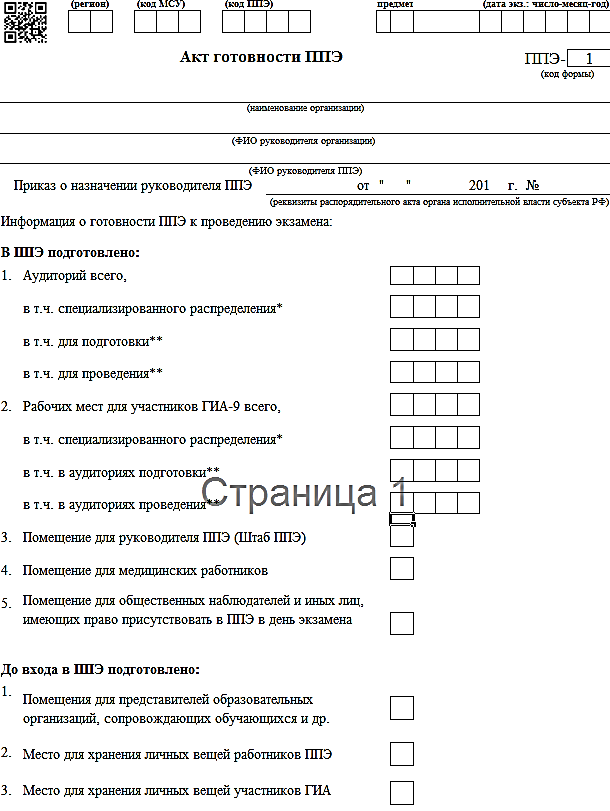 (регион) (код МСУ) (код ППЭ) предмет (дата экз.: число-месяц-год)
Акт готовности ППЭ
ППЭ- 1
(код формы)
(наименование организации)
(ФИО руководителя организации)
(ФИО руководителя ППЭ)
Приказ о назначении руководителя ППЭ от " " 201 г. №
(реквизиты распорядительного акта органа исполнительной власти субъекта РФ)
Информация о готовности ППЭ к проведению экзамена:
В ППЭ подготовлено:
1. Аудиторий всего,
в т.ч. специализированного распределения*
в т.ч. для подготовки**
в т.ч. для проведения**
2. Рабочих мест для участников ГИА-9 всего,
в т.ч. специализированного распределения*
в т.ч. в аудиториях подготовки**
в т.ч. в аудиториях проведения**
Страница 1
3. Помещение для руководителя ППЭ (Штаб ППЭ)
4. Помещение для медицинских работников
5. Помещение для общественных наблюдателей и иных лиц,
имеющих право присутствовать в ППЭ в день экзамена
До входа в ППЭ подготовлено:
1. Помещения для представителей образовательных
организаций, сопровождающих обучающихся и др.
2. Место для хранения личных вещей работников ППЭ
3. Место для хранения личных вещей участников ГИА